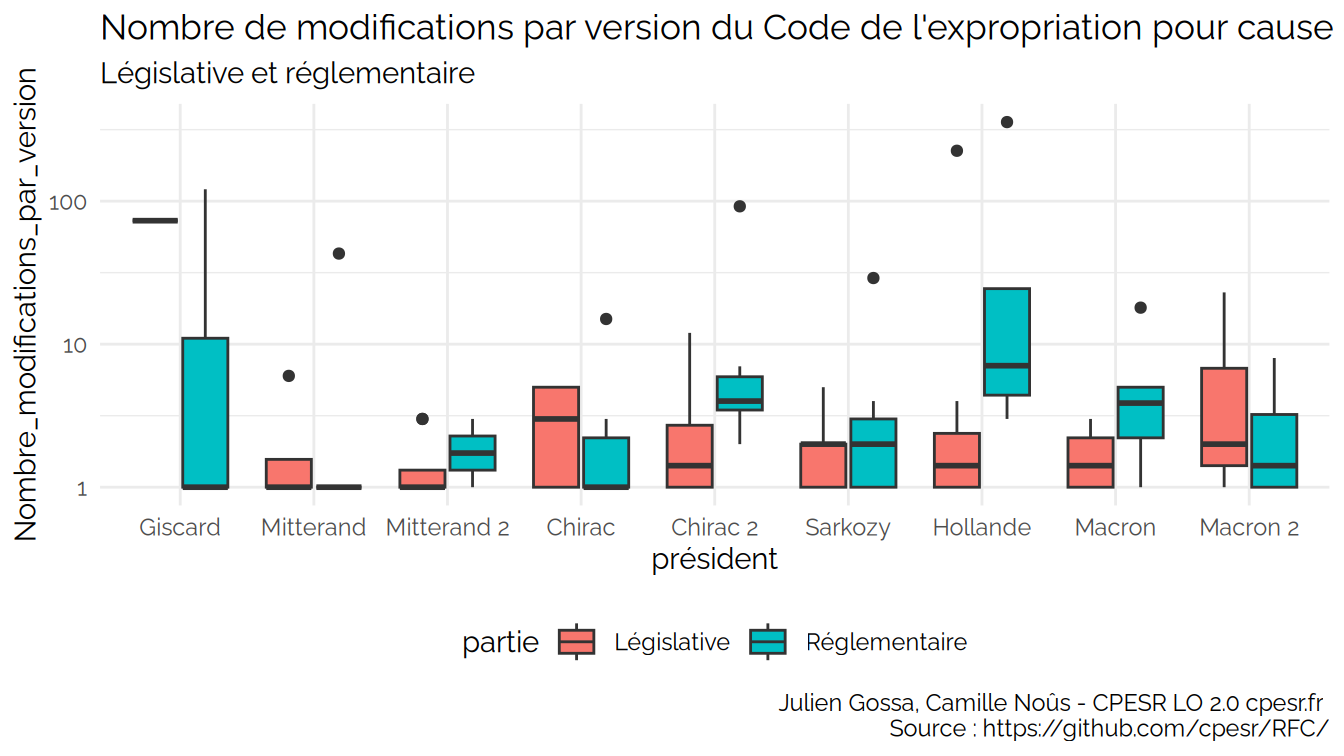 Nombre de modifications par version du Code de l'expropriation pour cause
Législative et réglementaire
Nombre_modifications_par_version
100
10
1
Giscard Mitterand Mitterand 2 Chirac Chirac 2 Sarkozy Hollande Macron Macron 2
président
partie Législative Réglementaire
Julien Gossa, Camille Noûs - CPESR LO 2.0 cpesr.fr
Source : https://github.com/cpesr/RFC/